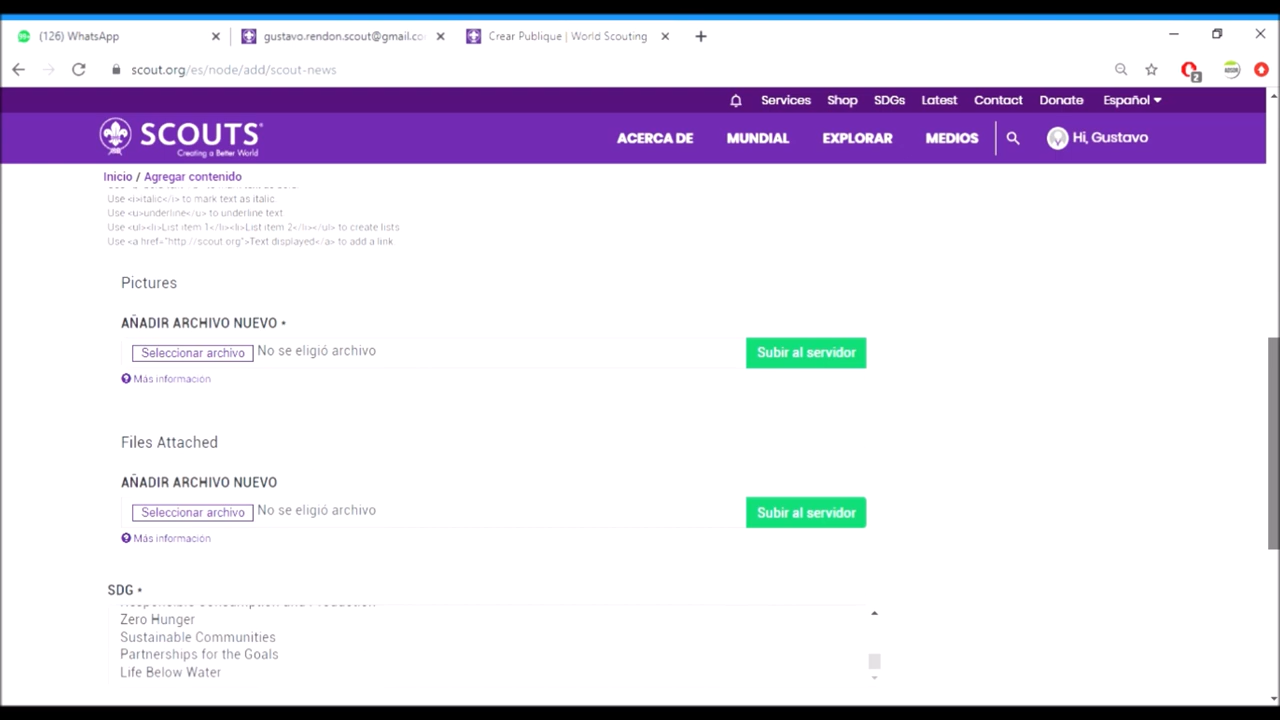 (126) WhatsApp
gustavo.rendon.scout@gmail.co
Crear Publique | World Scouting
scout.org/es/node/add/scout-news
2
Services Shop SDGs Latest Contact Donate Español
SCOUTS
Creating a Better World
ACERCA DE MUNDIAL EXPLORAR MEDIOS Hi, Gustavo
Inicio / Agregar contenido
Use <i>italic</i> to mark text as italic
Use <u>underline</u> to underline text
Use <ul><li>List item 1</li><li>List item 2</li></ul> to create lists
Use <a href="http://scout.org">Text displayed</a> to add a link
Pictures
AÑADIR ARCHIVO NUEVO *
Seleccionar archivo No se eligió archivo Subir al servidor
Más información
Files Attached
AÑADIR ARCHIVO NUEVO
Seleccionar archivo No se eligió archivo Subir al servidor
Más información
SDG *
Responsible Consumption and Production
Zero Hunger
Sustainable Communities
Partnerships for the Goals
Life Below Water